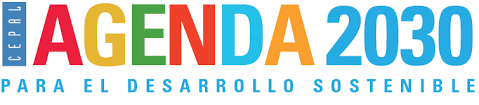 CEPAL
AGENDA 2030
PARA EL DESARROLLO SOSTENIBLE